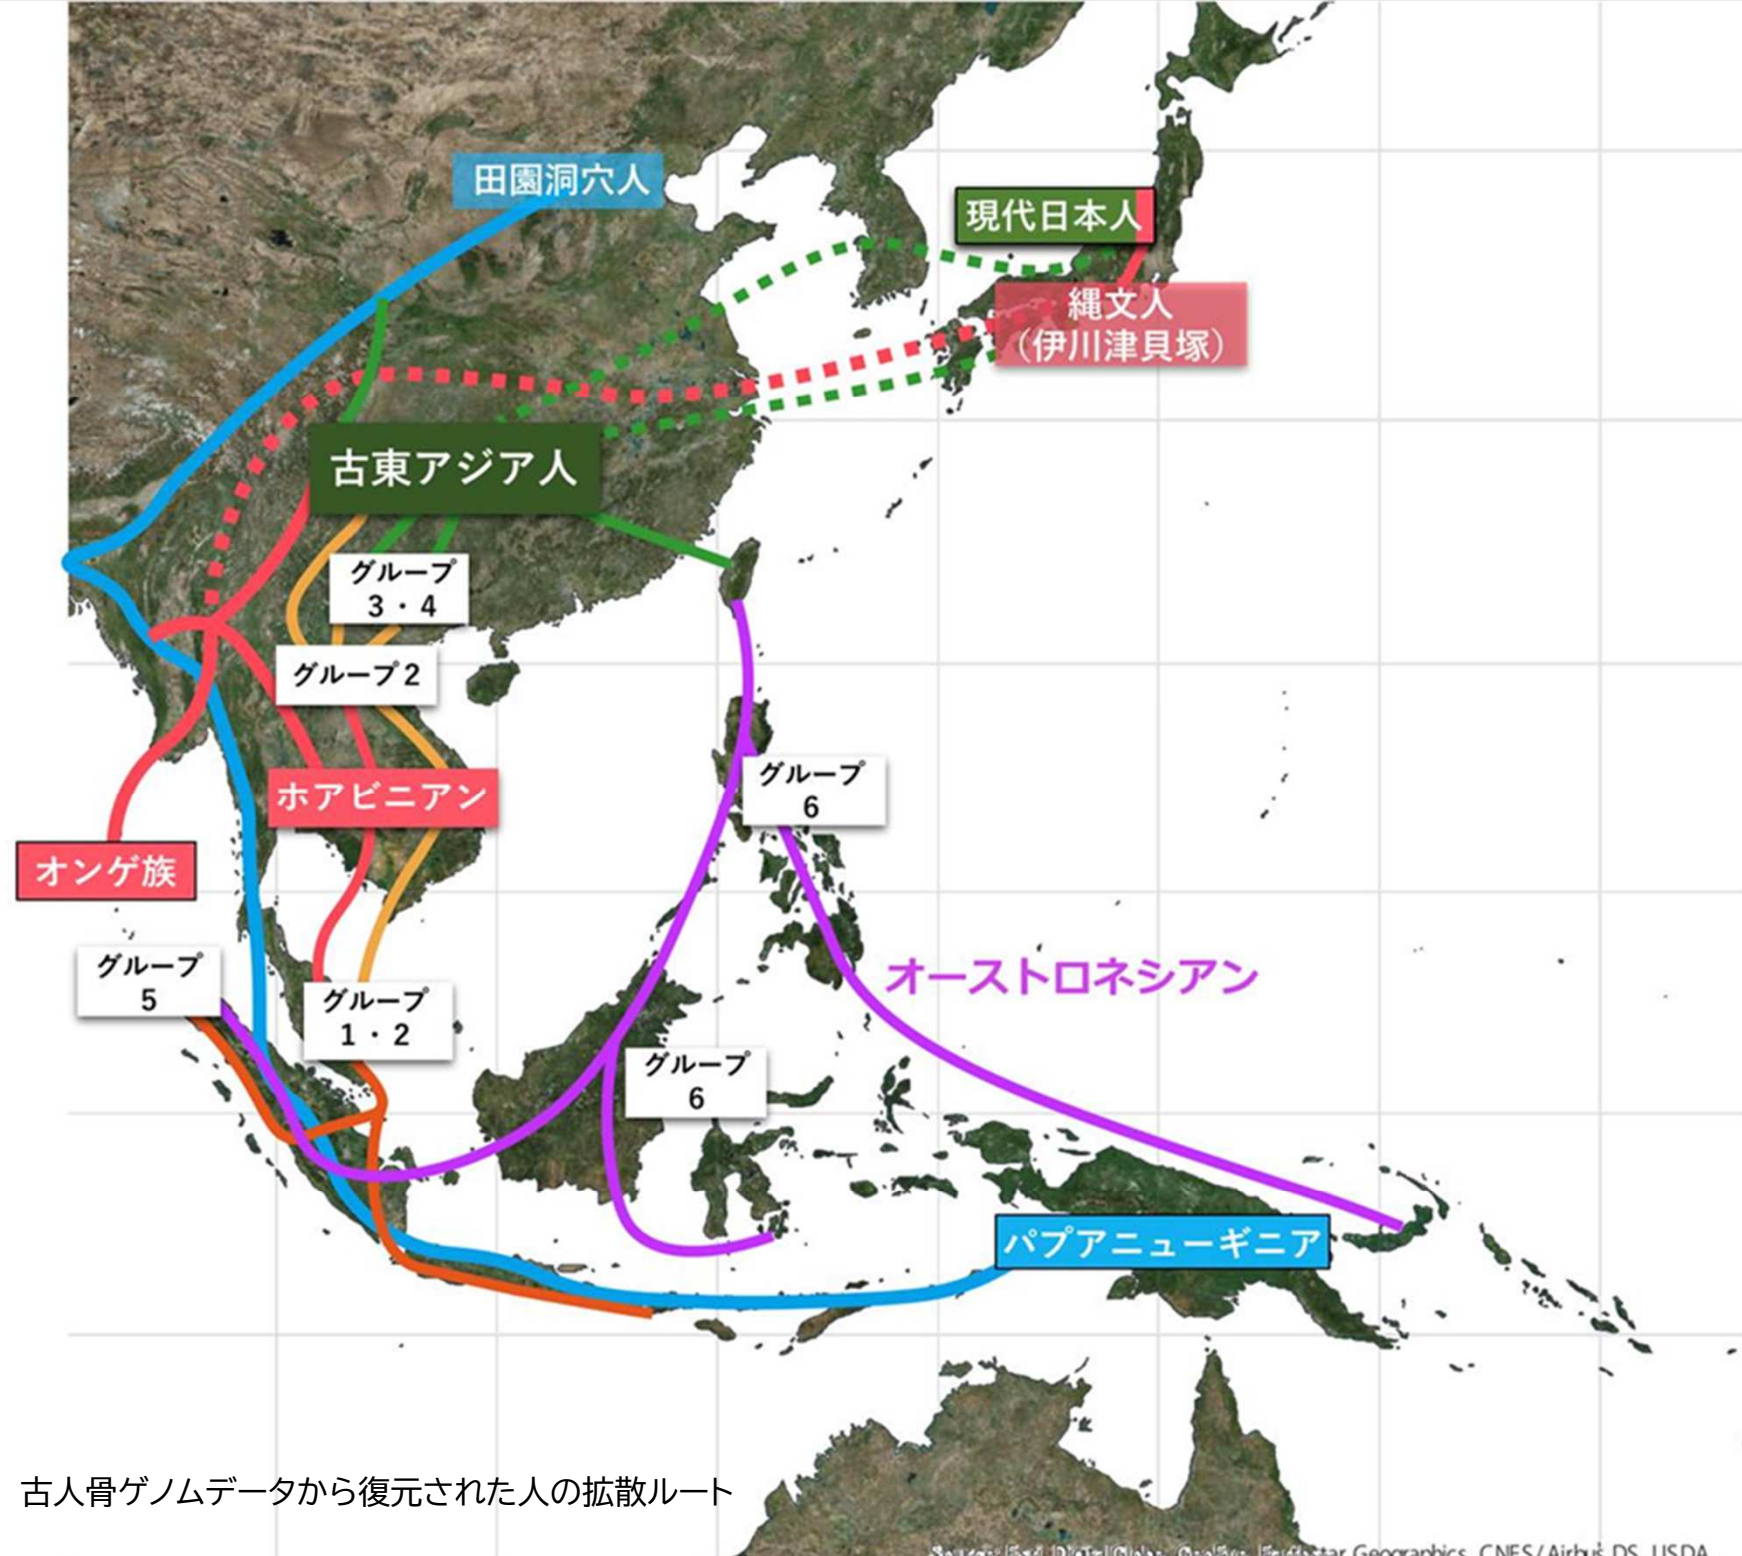 田園洞穴人
現代日本人
縄文人
（伊川津貝塚）
古東アジア人
グループ
3・4
グループ2
グループ
6
ホアビニアン
オンゲ族
グループ
5
オーストロネシアン
グループ
1・2
グループ
6
パプアニューギニア
古人骨ゲノムデータから復元された人の拡散ルート
Geographics, CNES/Airbus DS, USDA